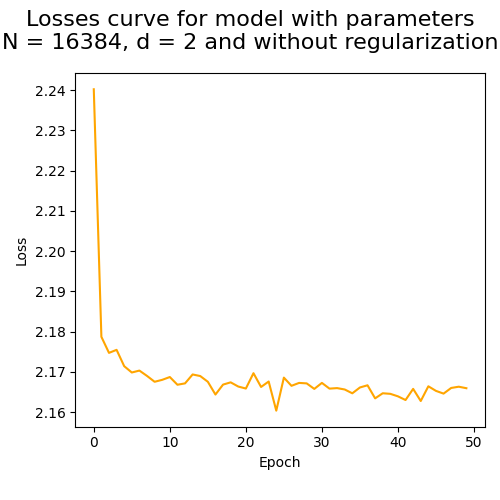 Losses curve for model with parameters
N = 16384, d = 2 and without regularization
2.24
2.23
2.22
2.21
2.20
2.19
2.18
2.17
2.16
Loss
0 10 20 30 40 50
Epoch